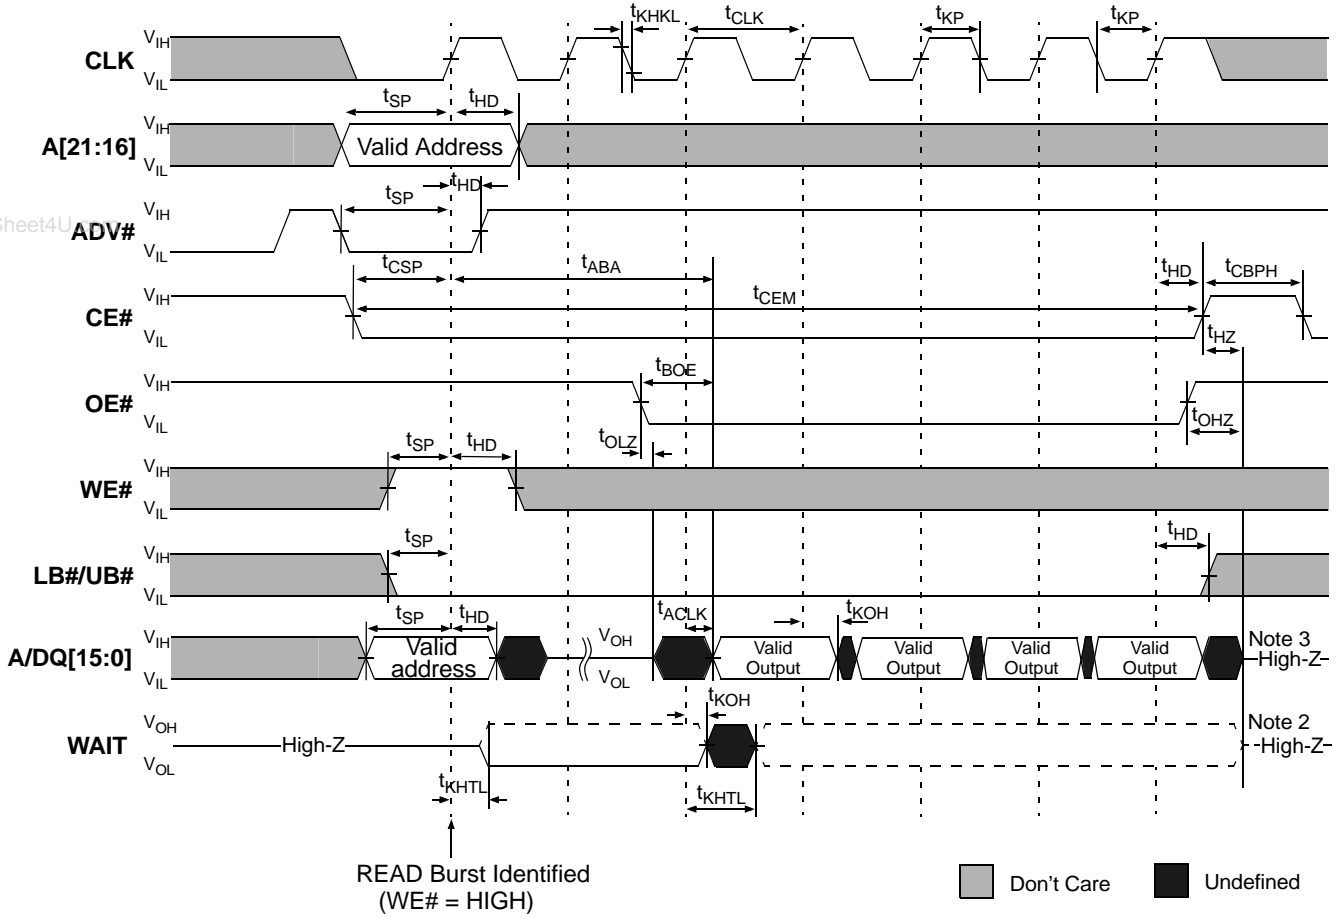 tKHKL tCLK tKP tKP
CLK VIH VIL
tSP tHD
A[21:16] VIH VIL Valid Address
tSP tHD
heet4U.com
ADV# VIH VIL
tCSP tABA tHD tCBPH
tCEM
CE# VIH VIL
tHZ
tBOE
OE# VIH VIL
tOHZ
tOLZ
tSP tHD
WE# VIH VIL
tSP tHD
LB#/UB# VIH VIL
tSP tHD tACLK tKOH
A/DQ[15:0] VIH VIL
Valid address
VOH VOL
Valid Output
Valid Output
Valid Output
Valid Output
Note 3
High-Z
tKOH
WAIT VOH VOL
High-Z
Note 2
High-Z
tKHTL tKHTL
READ Burst Identified
(WE# = HIGH)
Don't Care Undefined